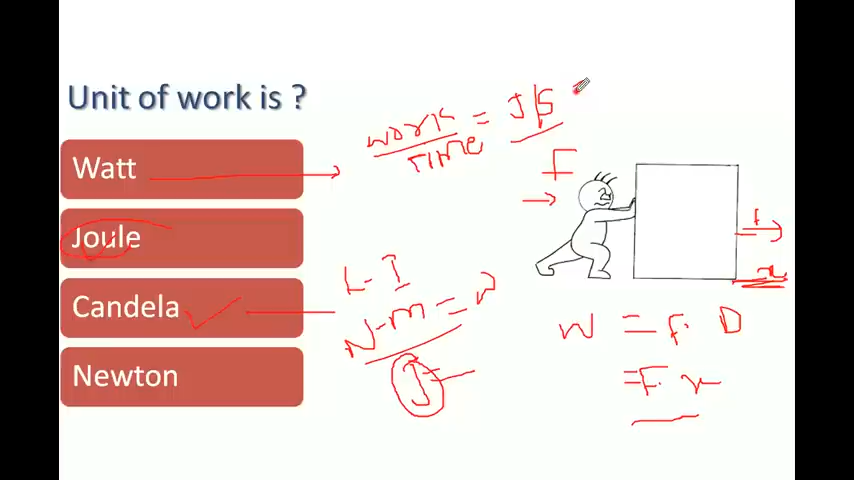 Unit of work is ?
Watt
Joule
Candela
Newton
work
Time
= J/S
F
L-I
N-m = w
J
F
x
W = F. D
= F. x